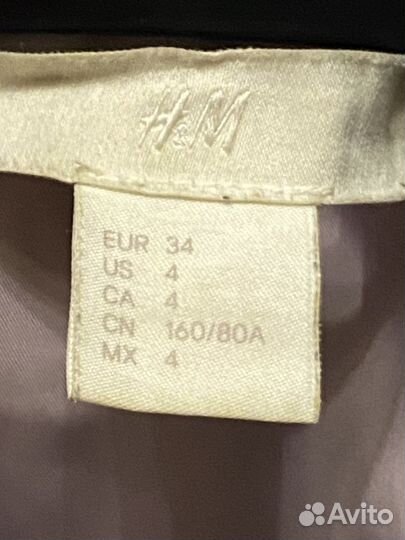 H&M
EUR 34
US 4
CA 4
CN 160/80A
MX 4
Avito